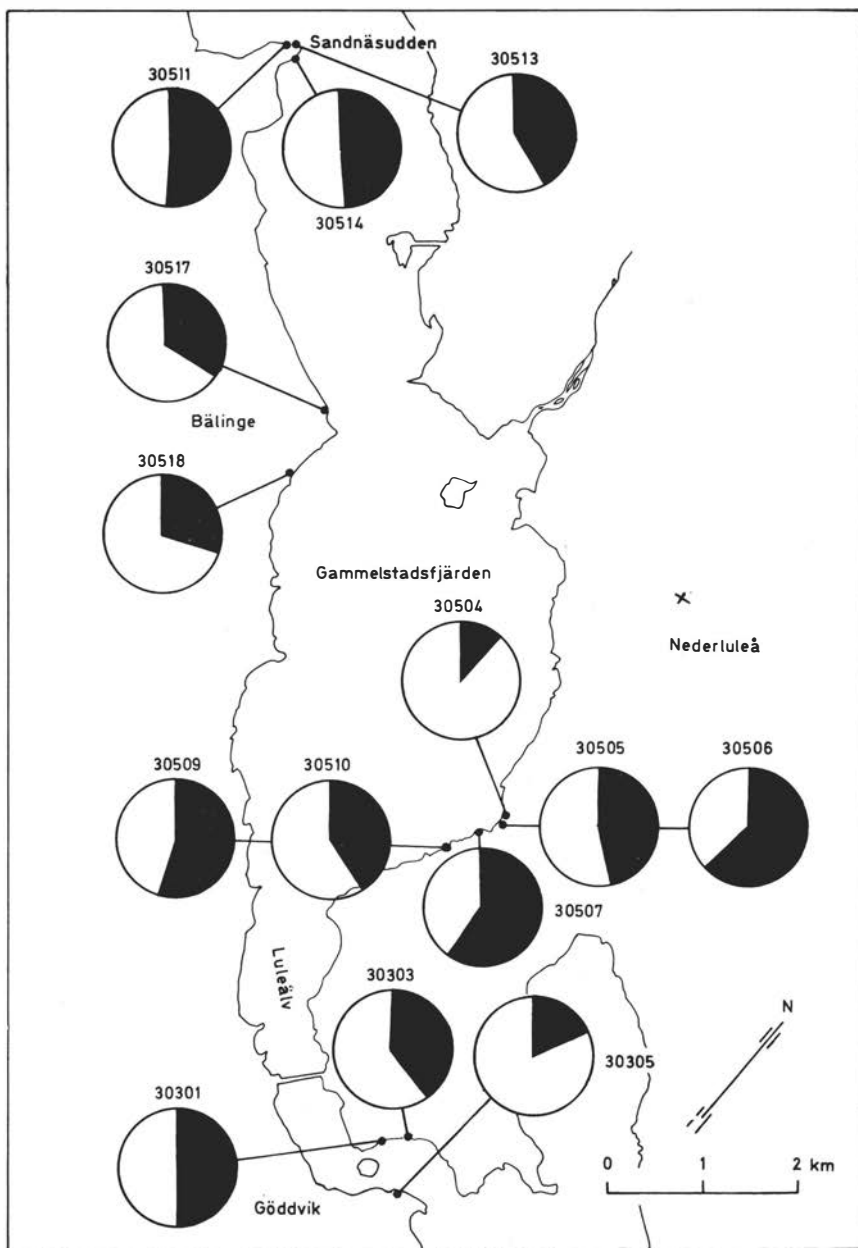 Sandnäsudden
30511
30513
30514
30517
Bälinge
30518
Gammelstadsfjärden
30504
Nederluleå
30509
30510
30505
30506
30507
Luleälv
30303
30305
N
30301
0 1 2 km
Göddvik